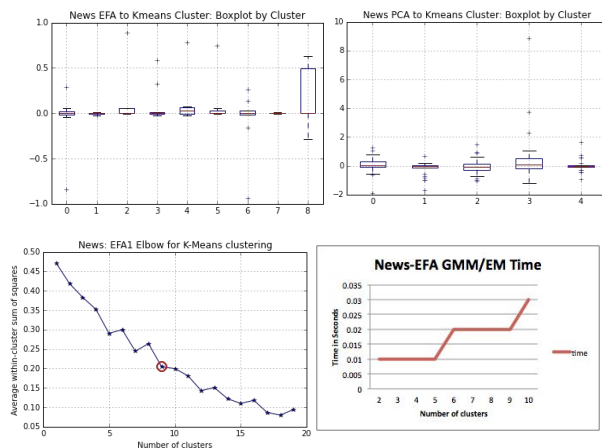 News EFA to Kmeans Cluster: Boxplot by Cluster
1.0
0.5
0.0
−0.5
−1.0
0 1 2 3 4 5 6 7 8
News PCA to Kmeans Cluster: Boxplot by Cluster
10
8
6
4
2
0
−2
0 1 2 3 4
News: EFA1 Elbow for K-Means clustering
Average within-cluster sum of squares
0.50
0.45
0.40
0.35
0.30
0.25
0.20
0.15
0.10
0.05
0 5 10 15 20
Number of clusters
News-EFA GMM/EM Time
Time in Seconds
0.035
0.03
0.025
0.02
0.015
0.01
0.005
0
2 3 4 5 6 7 8 9 10
Number of clusters
time